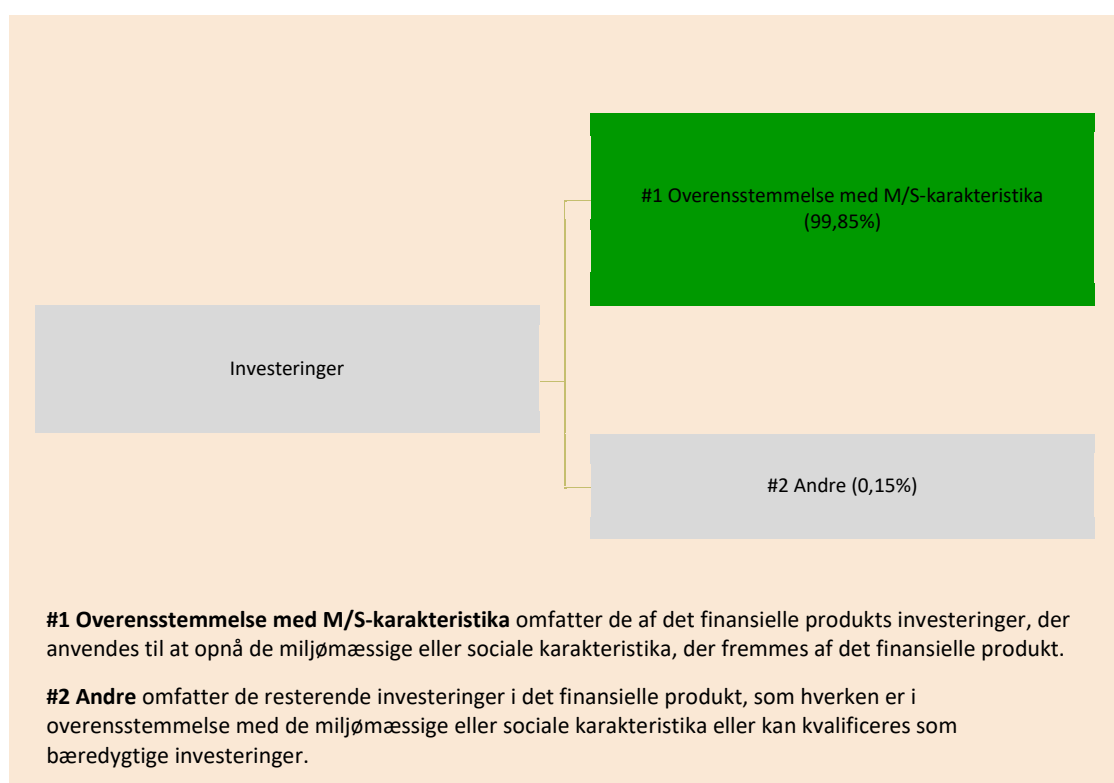 #1 Overensstemmelse med M/S-karakteristika
(99,85%)
Investeringer
#2 Andre (0,15%)
#1 Overensstemmelse med M/S-karakteristika omfatter de af det finansielle produkts investeringer, der
anvendes til at opnå de miljømæssige eller sociale karakteristika, der fremmes af det finansielle produkt.
#2 Andre omfatter de resterende investeringer i det finansielle produkt, som hverken er i
overensstemmelse med de miljømæssige eller sociale karakteristika eller kan kvalificeres som
bæredygtige investeringer.